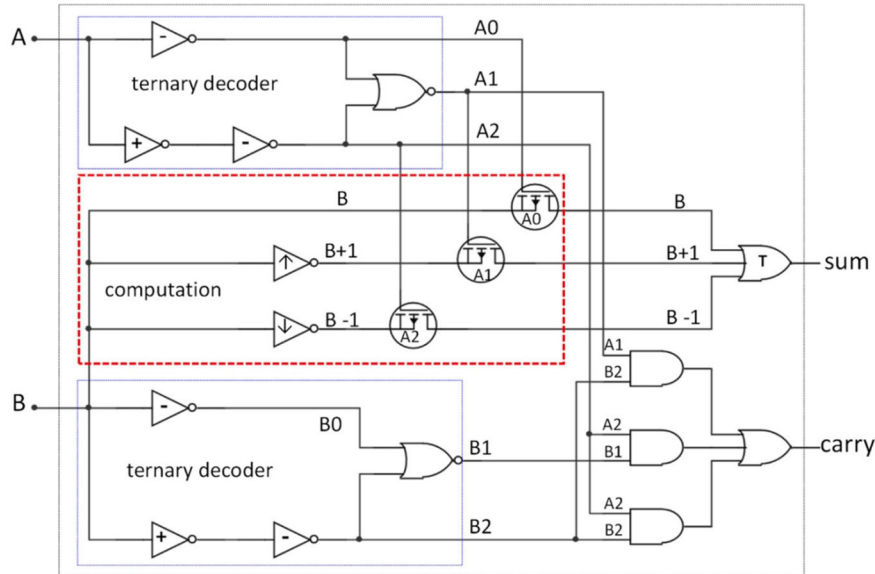 A
-
A0
ternary decoder
A1
+
-
A2
B
A0
B
↑
B+1
A1
B+1
T
sum
computation
↓
B -1
A2
B -1
A1
B2
B
-
B0
A2
B1
carry
ternary decoder
B1
A2
B2
+
-
B2